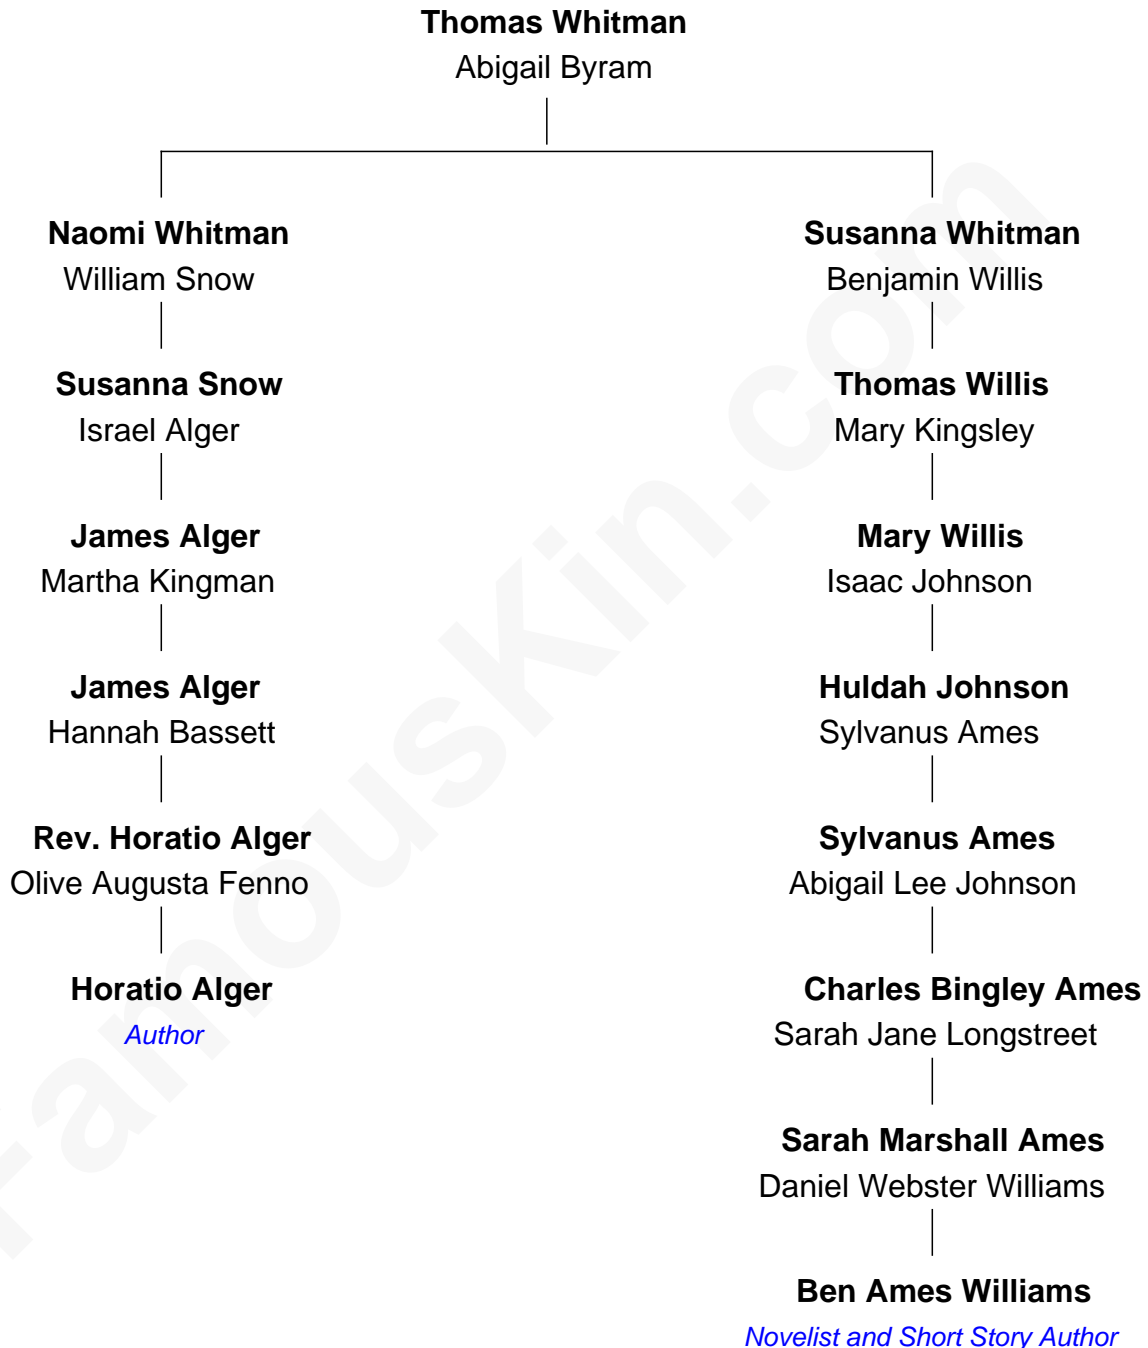 Thomas Whitman
Abigail Byram
Naomi Whitman
William Snow
Susanna Whitman
Benjamin Willis
Susanna Snow
Israel Alger
Thomas Willis
Mary Kingsley
James Alger
Martha Kingman
Mary Willis
Isaac Johnson
James Alger
Hannah Bassett
Huldah Johnson
Sylvanus Ames
Rev. Horatio Alger
Olive Augusta Fenno
Sylvanus Ames
Abigail Lee Johnson
Horatio Alger
Author
Charles Bingley Ames
Sarah Jane Longstreet
Sarah Marshall Ames
Daniel Webster Williams
Ben Ames Williams
Novelist and Short Story Author
FamousKin.com